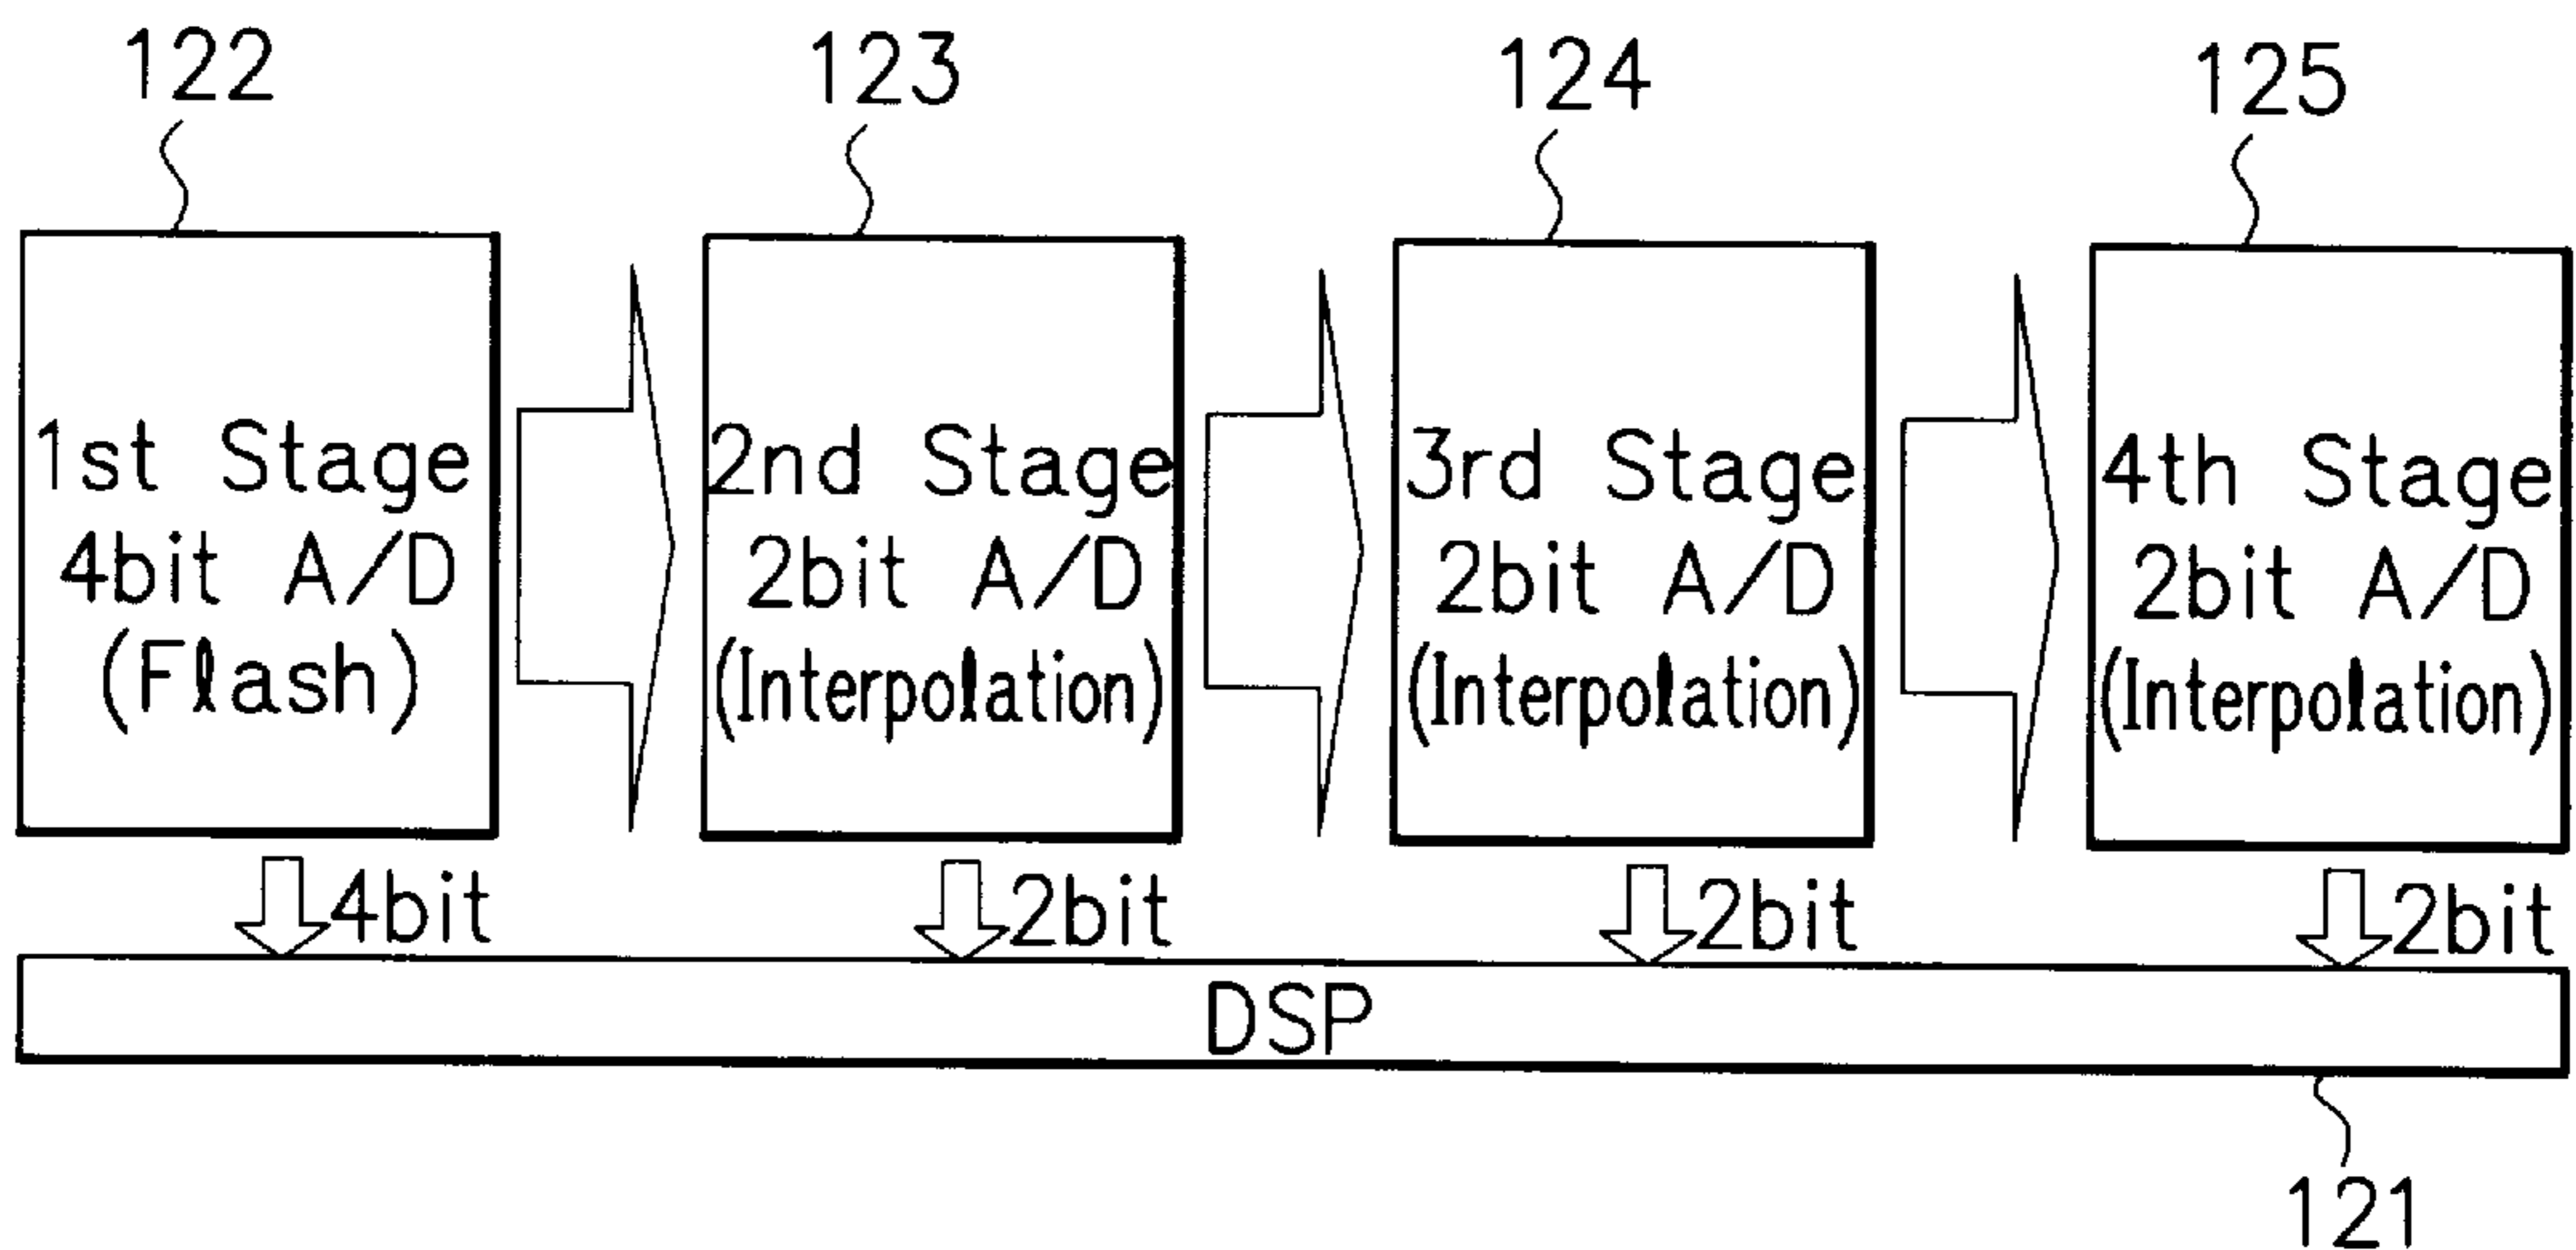 122
123
124
125
1st Stage
4bit A/D
(Flash)
2nd Stage
2bit A/D
(Interpolation)
3rd Stage
2bit A/D
(Interpolation)
4th Stage
2bit A/D
(Interpolation)
4bit
2bit
2bit
2bit
DSP
121